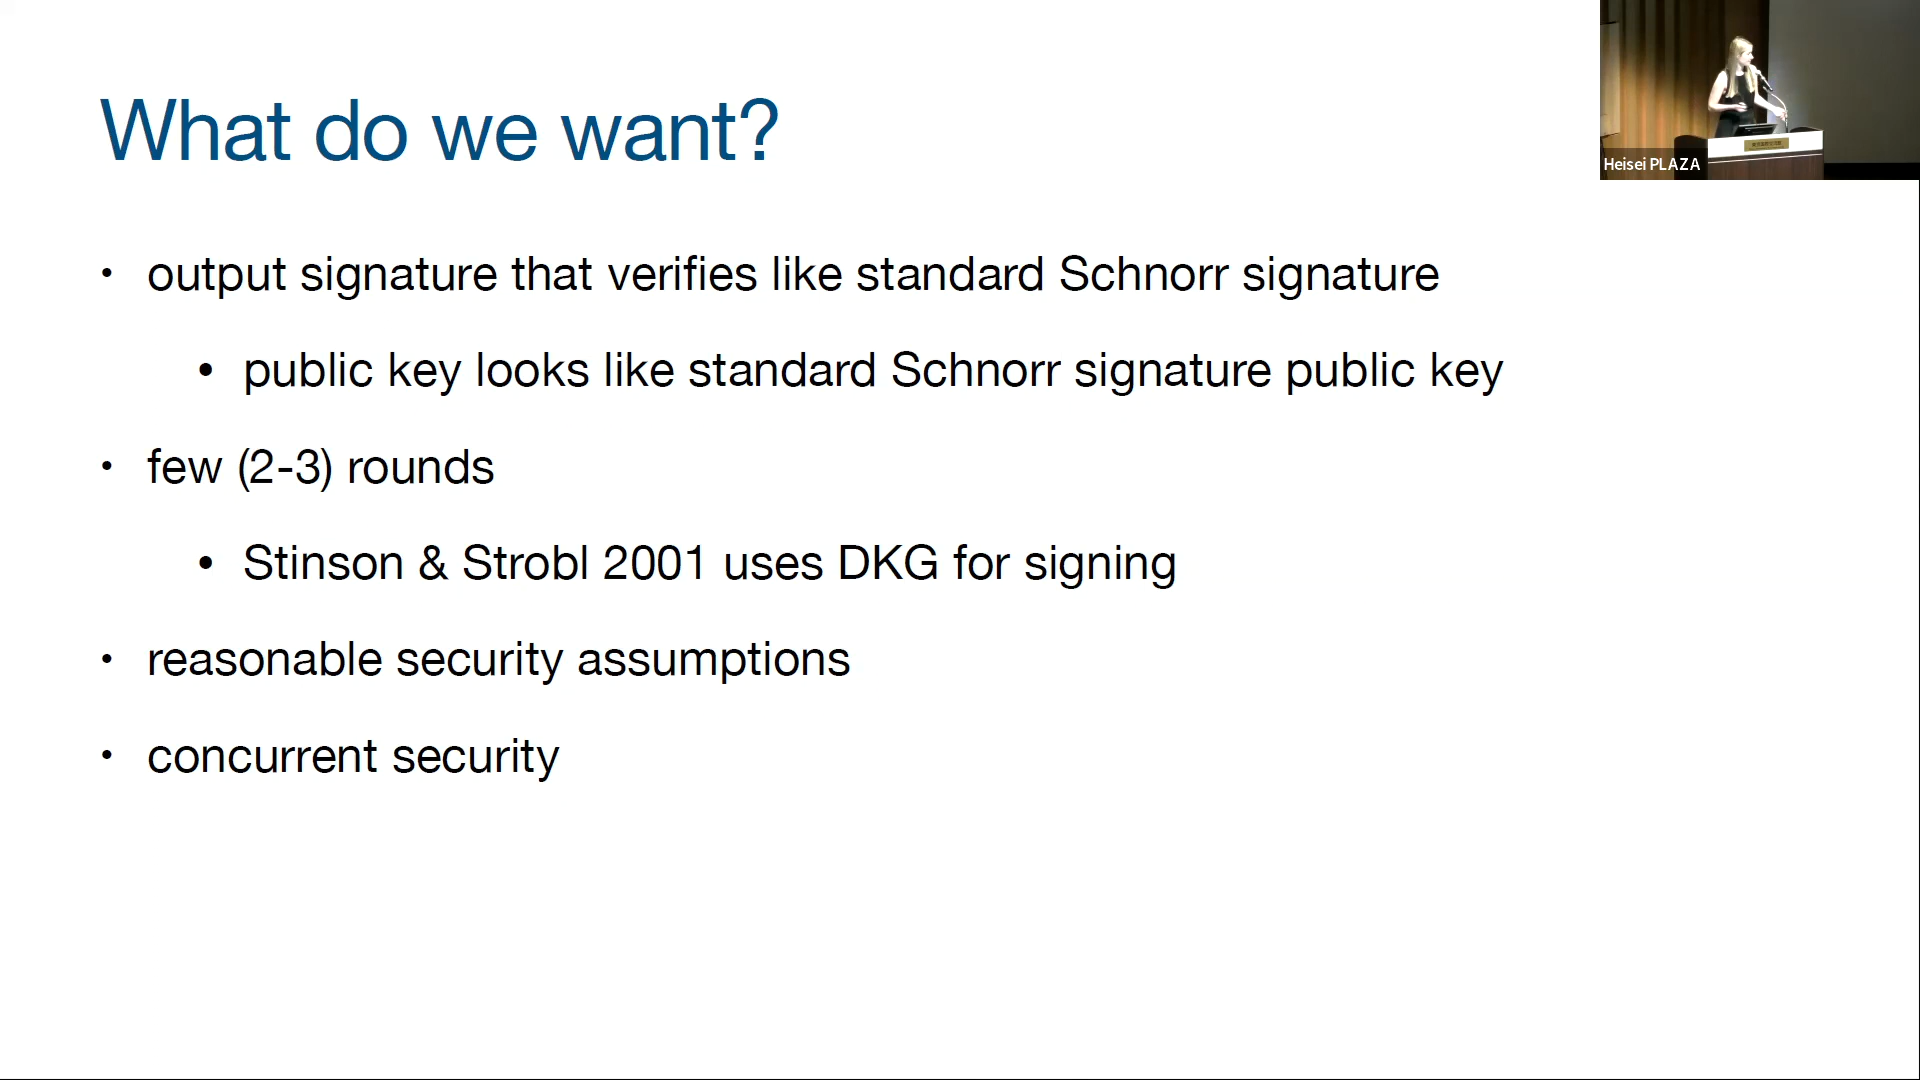 What do we want?
• output signature that verifies like standard Schnorr signature
• public key looks like standard Schnorr signature public key
• few (2-3) rounds
• Stinson & Strobl 2001 uses DKG for signing
• reasonable security assumptions
• concurrent security
Heisei PLAZA